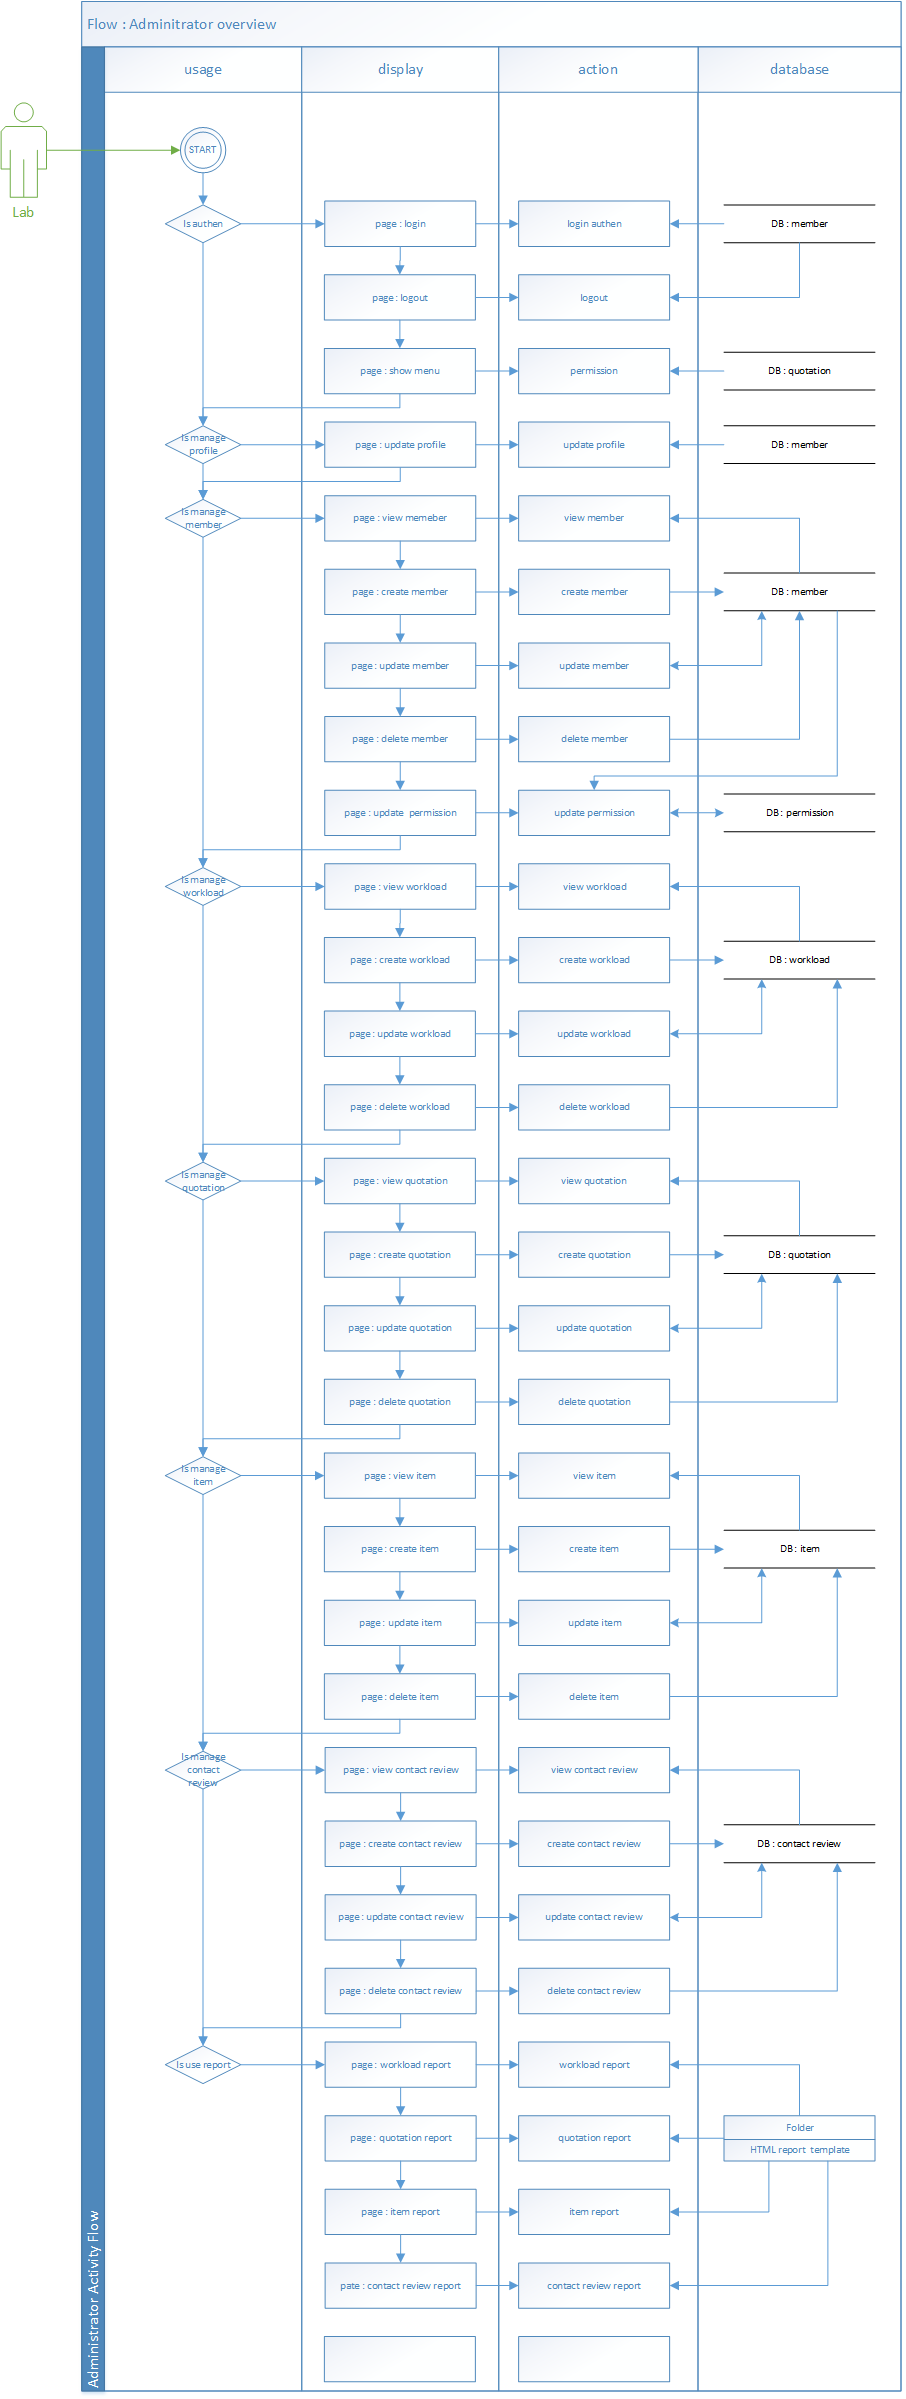 Flow : Adminitrator overview
usage
display
action
database
START
Lab
Is authen
page : login
login authen
DB : member
page : logout
logout
page : show menu
permission
DB : quotation
Is manage
profile
page : update profile
update profile
DB : member
Is manage
member
page : view memeber
view member
page : create member
create member
DB : member
page : update member
update member
page : delete member
delete member
page : update permission
update permission
DB : permission
Is manage
workload
page : view workload
view workload
page : create workload
create workload
DB : workload
page : update workload
update workload
page : delete workload
delete workload
Is manage
quotation
page : view quotation
view quotation
page : create quotation
create quotation
DB : quotation
page : update quotation
update quotation
page : delete quotation
delete quotation
Is manage
item
page : view item
view item
page : create item
create item
DB : item
page : update item
update item
page : delete item
delete item
Is manage
contact
review
page : view contact review
view contact review
page : create contact review
create contact review
DB : contact review
page : update contact review
update contact review
page : delete contact review
delete contact review
Is use report
page : workload report
workload report
page : quotation report
quotation report
Folder
HTML report template
page : item report
item report
pate : contact review report
contact review report
Administrator Activity Flow